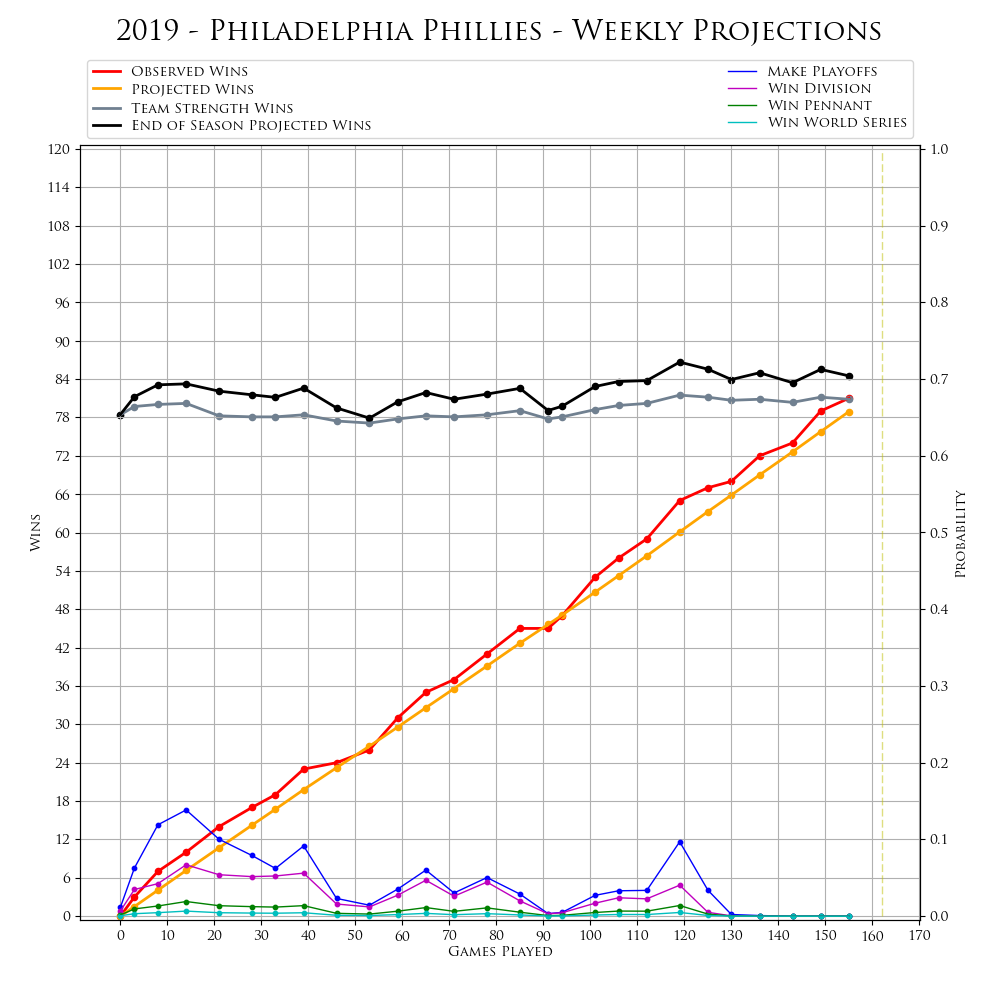 2019 - Philadelphia Phillies - Weekly Projections
Observed Wins
Projected Wins
Team Strength Wins
End of Season Projected Wins
Make Playoffs
Win Division
Win Pennant
Win World Series
120
114
108
102
96
90
84
78
72
66
60
54
48
42
36
30
24
18
12
6
0
Wins
1.0
0.9
0.8
0.7
0.6
0.5
0.4
0.3
0.2
0.1
0.0
Probability
0 10 20 30 40 50 60 70 80 90 100 110 120 130 140 150 160 170
Games Played